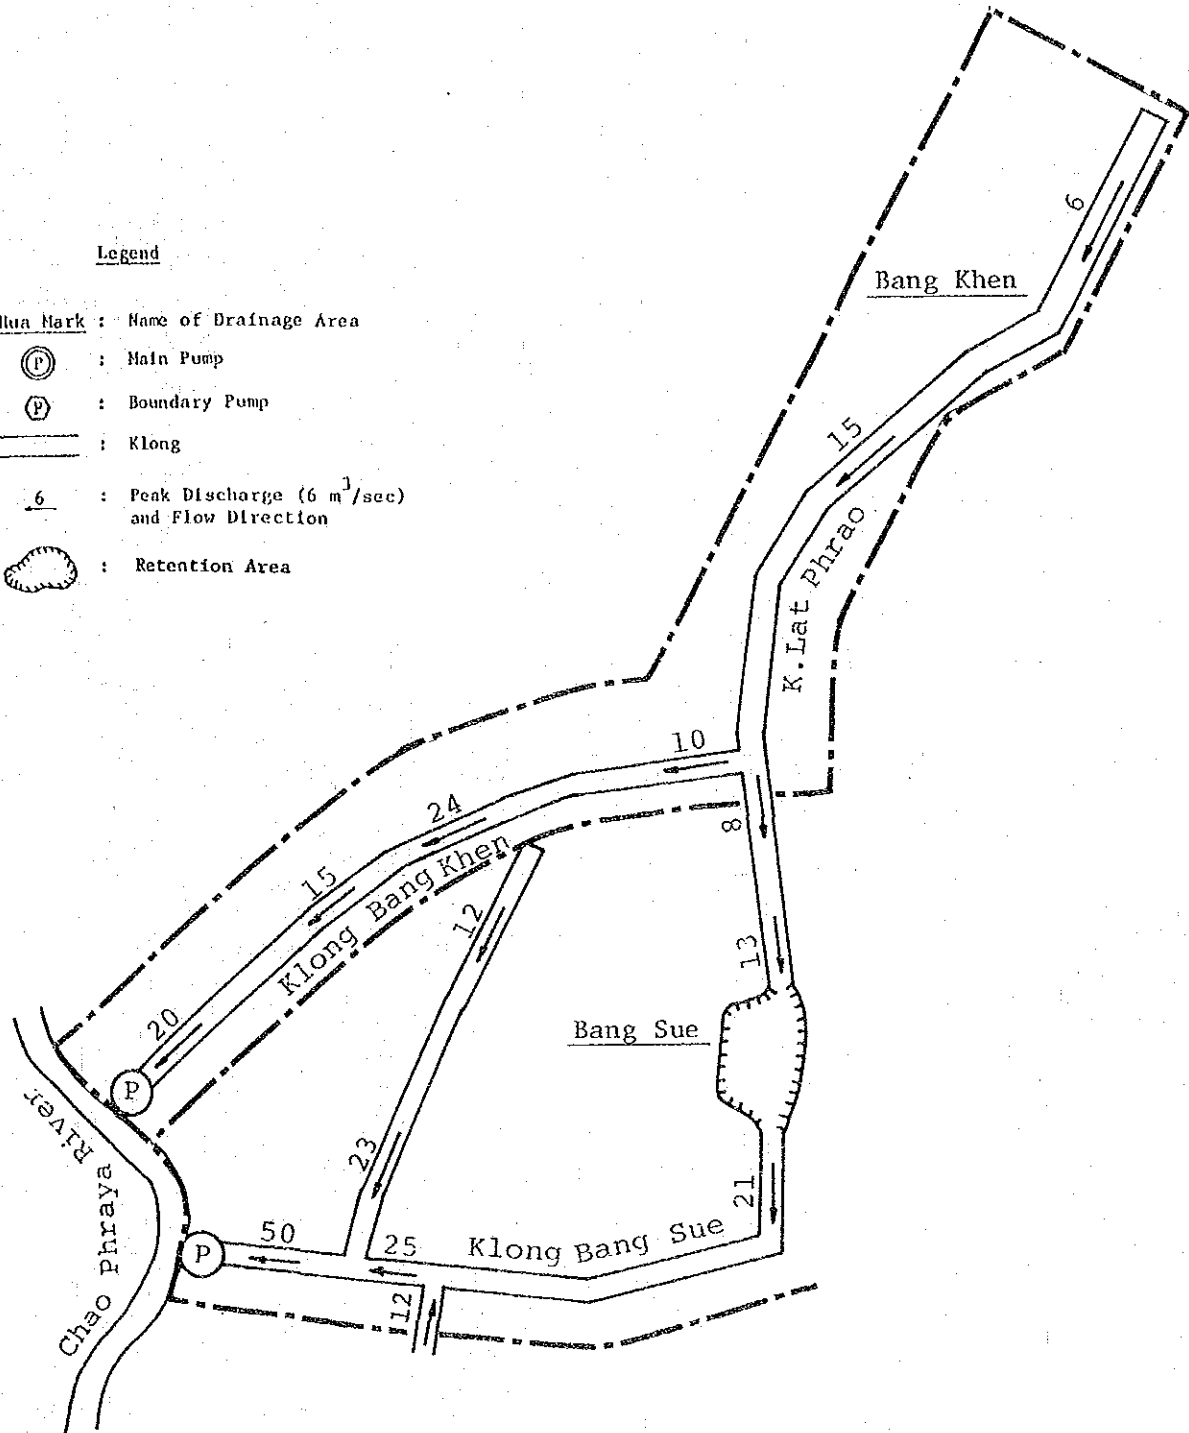 Legend
Hua Mark : Name of Drainage Area
P : Main Pump
P : Boundary Pump
: Klong
6 : Peak Discharge (6 m³/sec)
and Flow Direction
: Retention Area
6
Bang Khen
15
K.Lat Phrao
10
24
8
15
Klong Bang Khen
12
13
20
Bang Sue
P
River
23
21
Chao Phraya
50
25
Klong Bang Sue
P
12